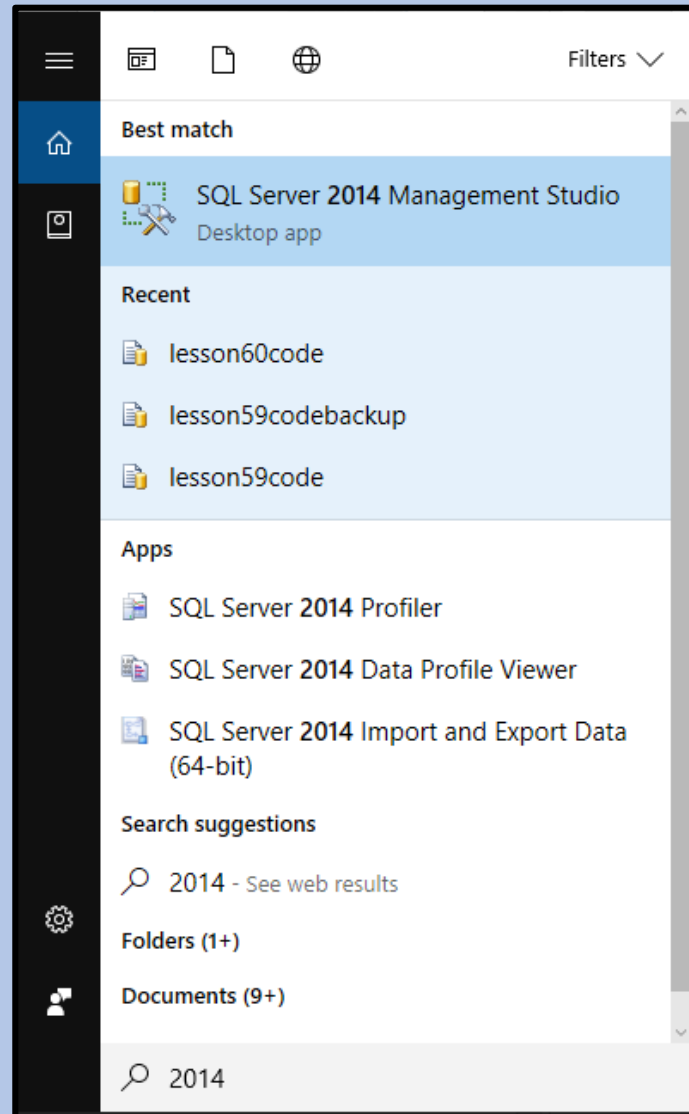 Filters
Best match
SQL Server 2014 Management Studio
Desktop app
Recent
lesson60code
lesson59codebackup
lesson59code
Apps
SQL Server 2014 Profiler
SQL Server 2014 Data Profile Viewer
SQL Server 2014 Import and Export Data
(64-bit)
Search suggestions
2014 - See web results
Folders (1+)
Documents (9+)
2014